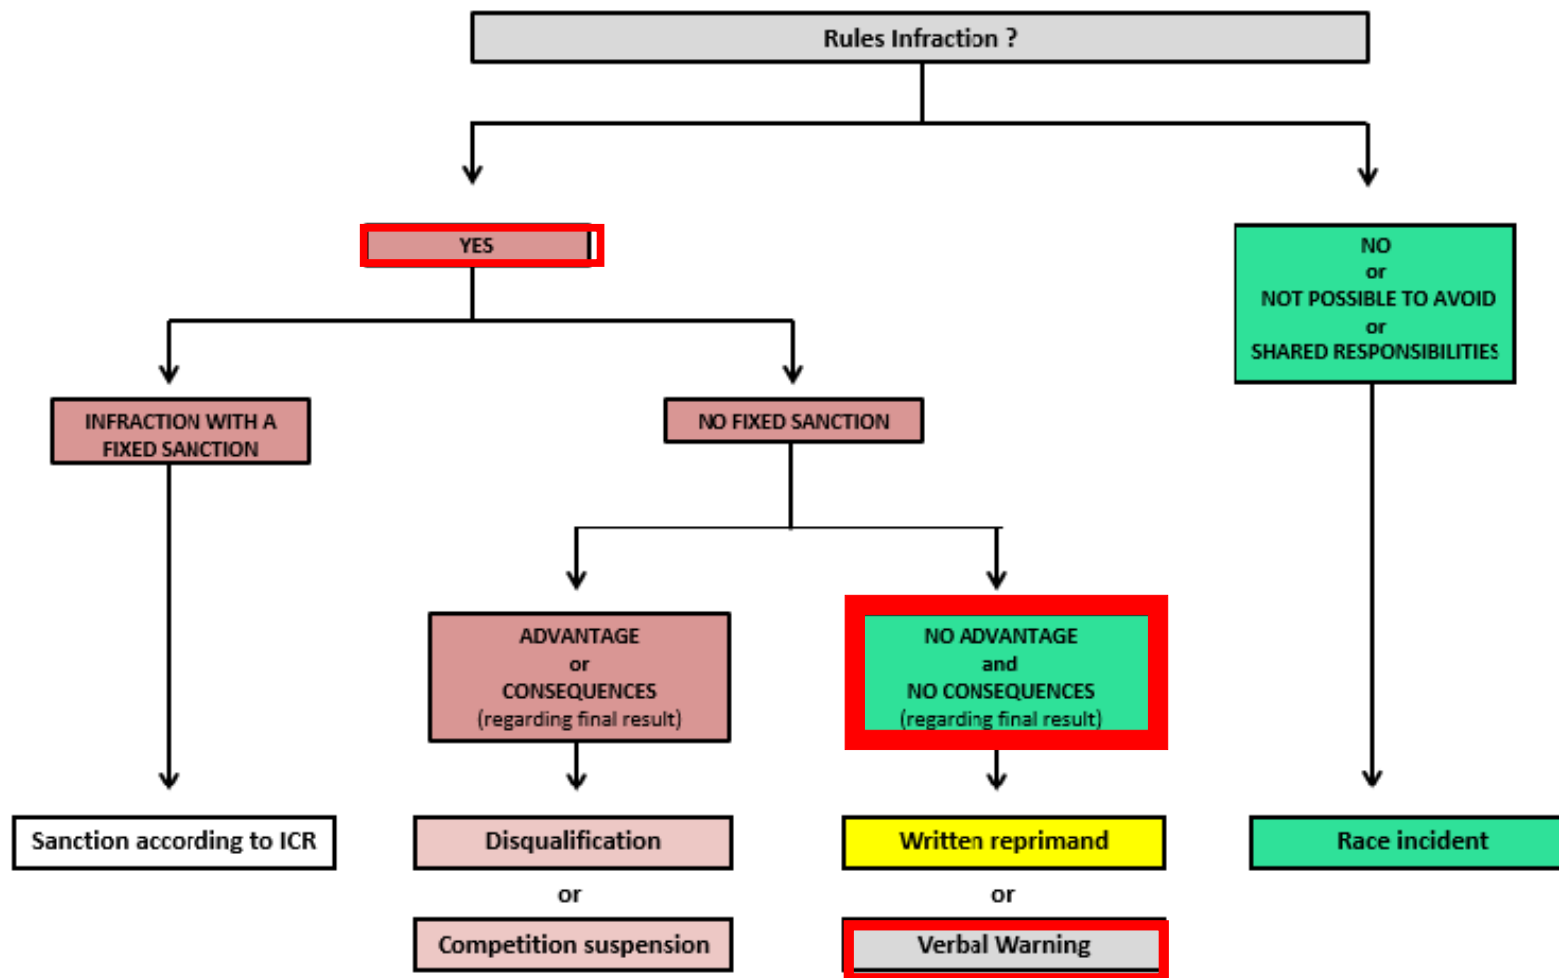 Rules Infraction ?
YES
NO
or
NOT POSSIBLE TO AVOID
or
SHARED RESPONSIBILITIES
INFRACTION WITH A
FIXED SANCTION
NO FIXED SANCTION
ADVANTAGE
or
CONSEQUENCES
(regarding final result)
NO ADVANTAGE
and
NO CONSEQUENCES
(regarding final result)
Sanction according to ICR
Disqualification
or
Competition suspension
Written reprimand
or
Verbal Warning
Race incident